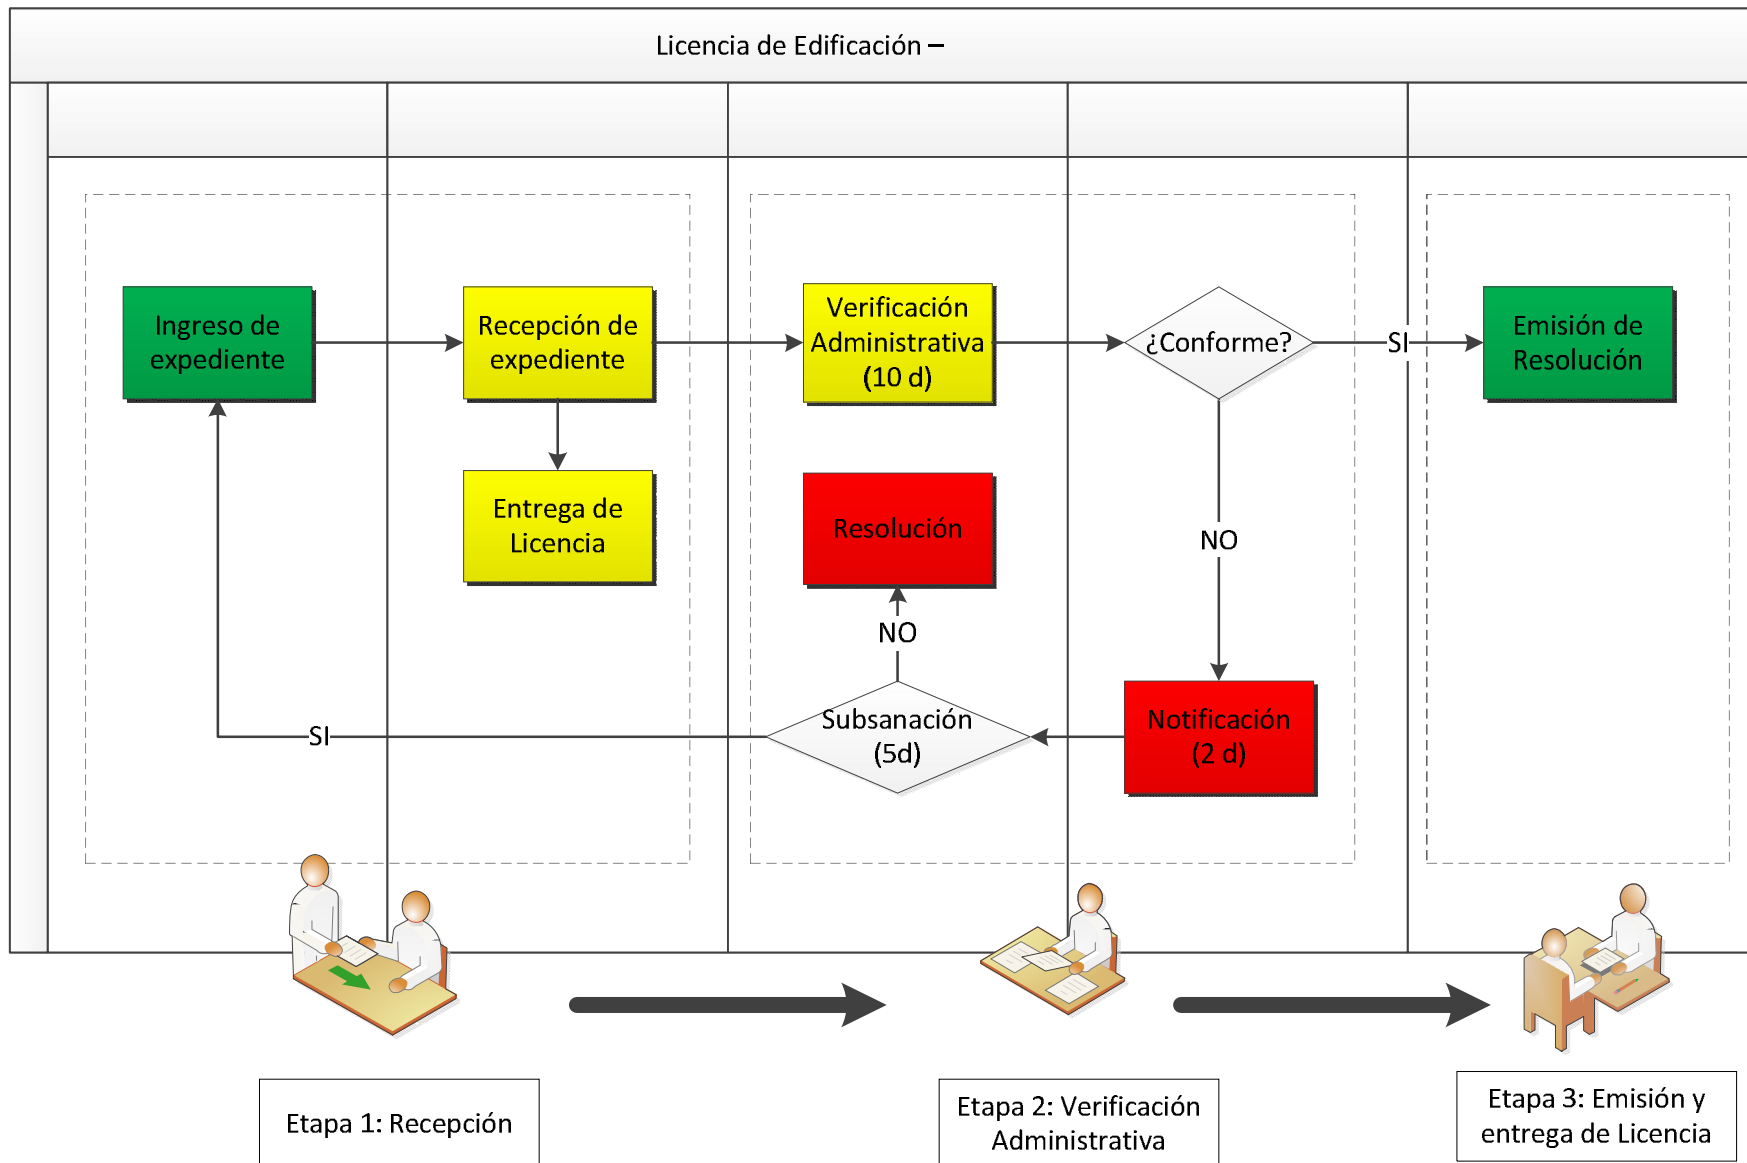 Licencia de Edificación –
Ingreso de
expediente
Recepción de
expediente
Verificación
Administrativa
(10 d)
¿Conforme?
SI
Emisión de
Resolución
Entrega de
Licencia
Resolución
NO
NO
Subsanación
(5d)
Notificación
(2 d)
SI
Etapa 1: Recepción
Etapa 2: Verificación
Administrativa
Etapa 3: Emisión y
entrega de Licencia